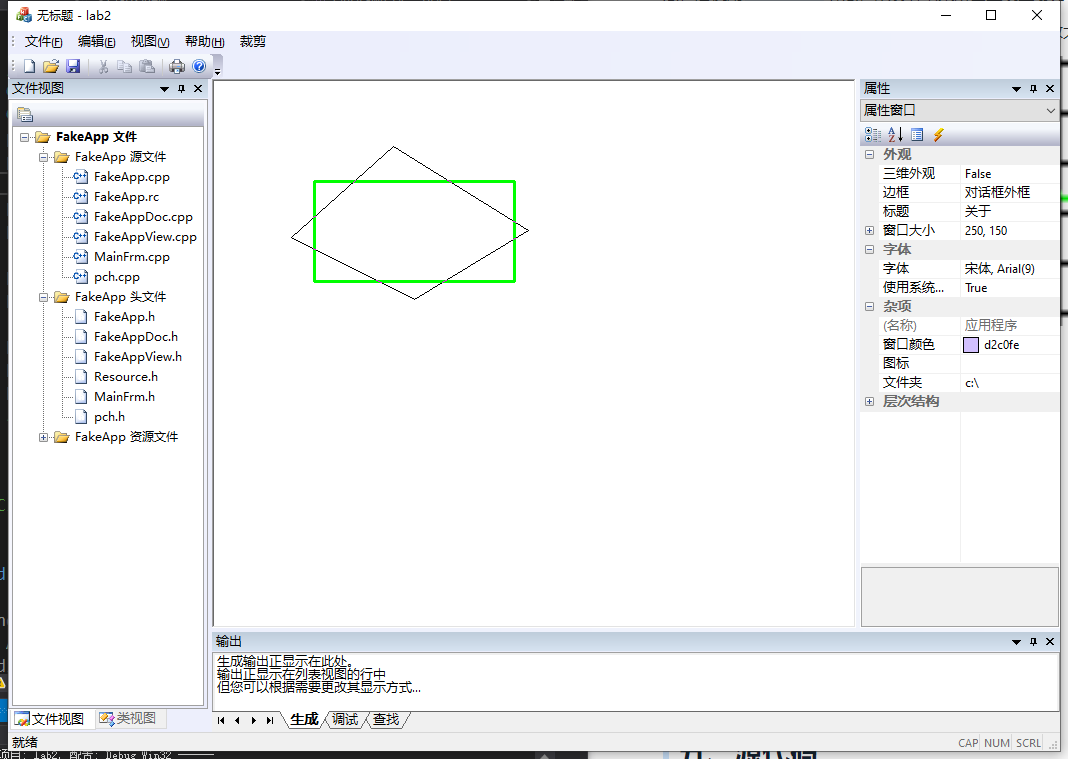 无标题 - lab2
文件(F) 编辑(E) 视图(V) 帮助(H) 裁剪
文件视图
FakeApp 文件
FakeApp 源文件
FakeApp.cpp
FakeApp.rc
FakeAppDoc.cpp
FakeAppView.cpp
MainFrm.cpp
pch.cpp
FakeApp 头文件
FakeApp.h
FakeAppDoc.h
FakeAppView.h
Resource.h
MainFrm.h
pch.h
FakeApp 资源文件
文件视图 类视图
属性
属性窗口
外观
三维外观 False
边框 对话框外框
标题 关于
窗口大小 250, 150
字体
字体 宋体, Arial(9)
使用系统... True
杂项
(名称) 应用程序
窗口颜色 d2c0fe
图标
文件夹 c:\
层次结构
输出
生成输出正显示在此处。
输出正显示在列表视图的行中
但您可以根据需要更改其显示方式...
生成 调试 查找
就绪 CAP NUM SCRL
项目: lab2, 配置: Debug Win32